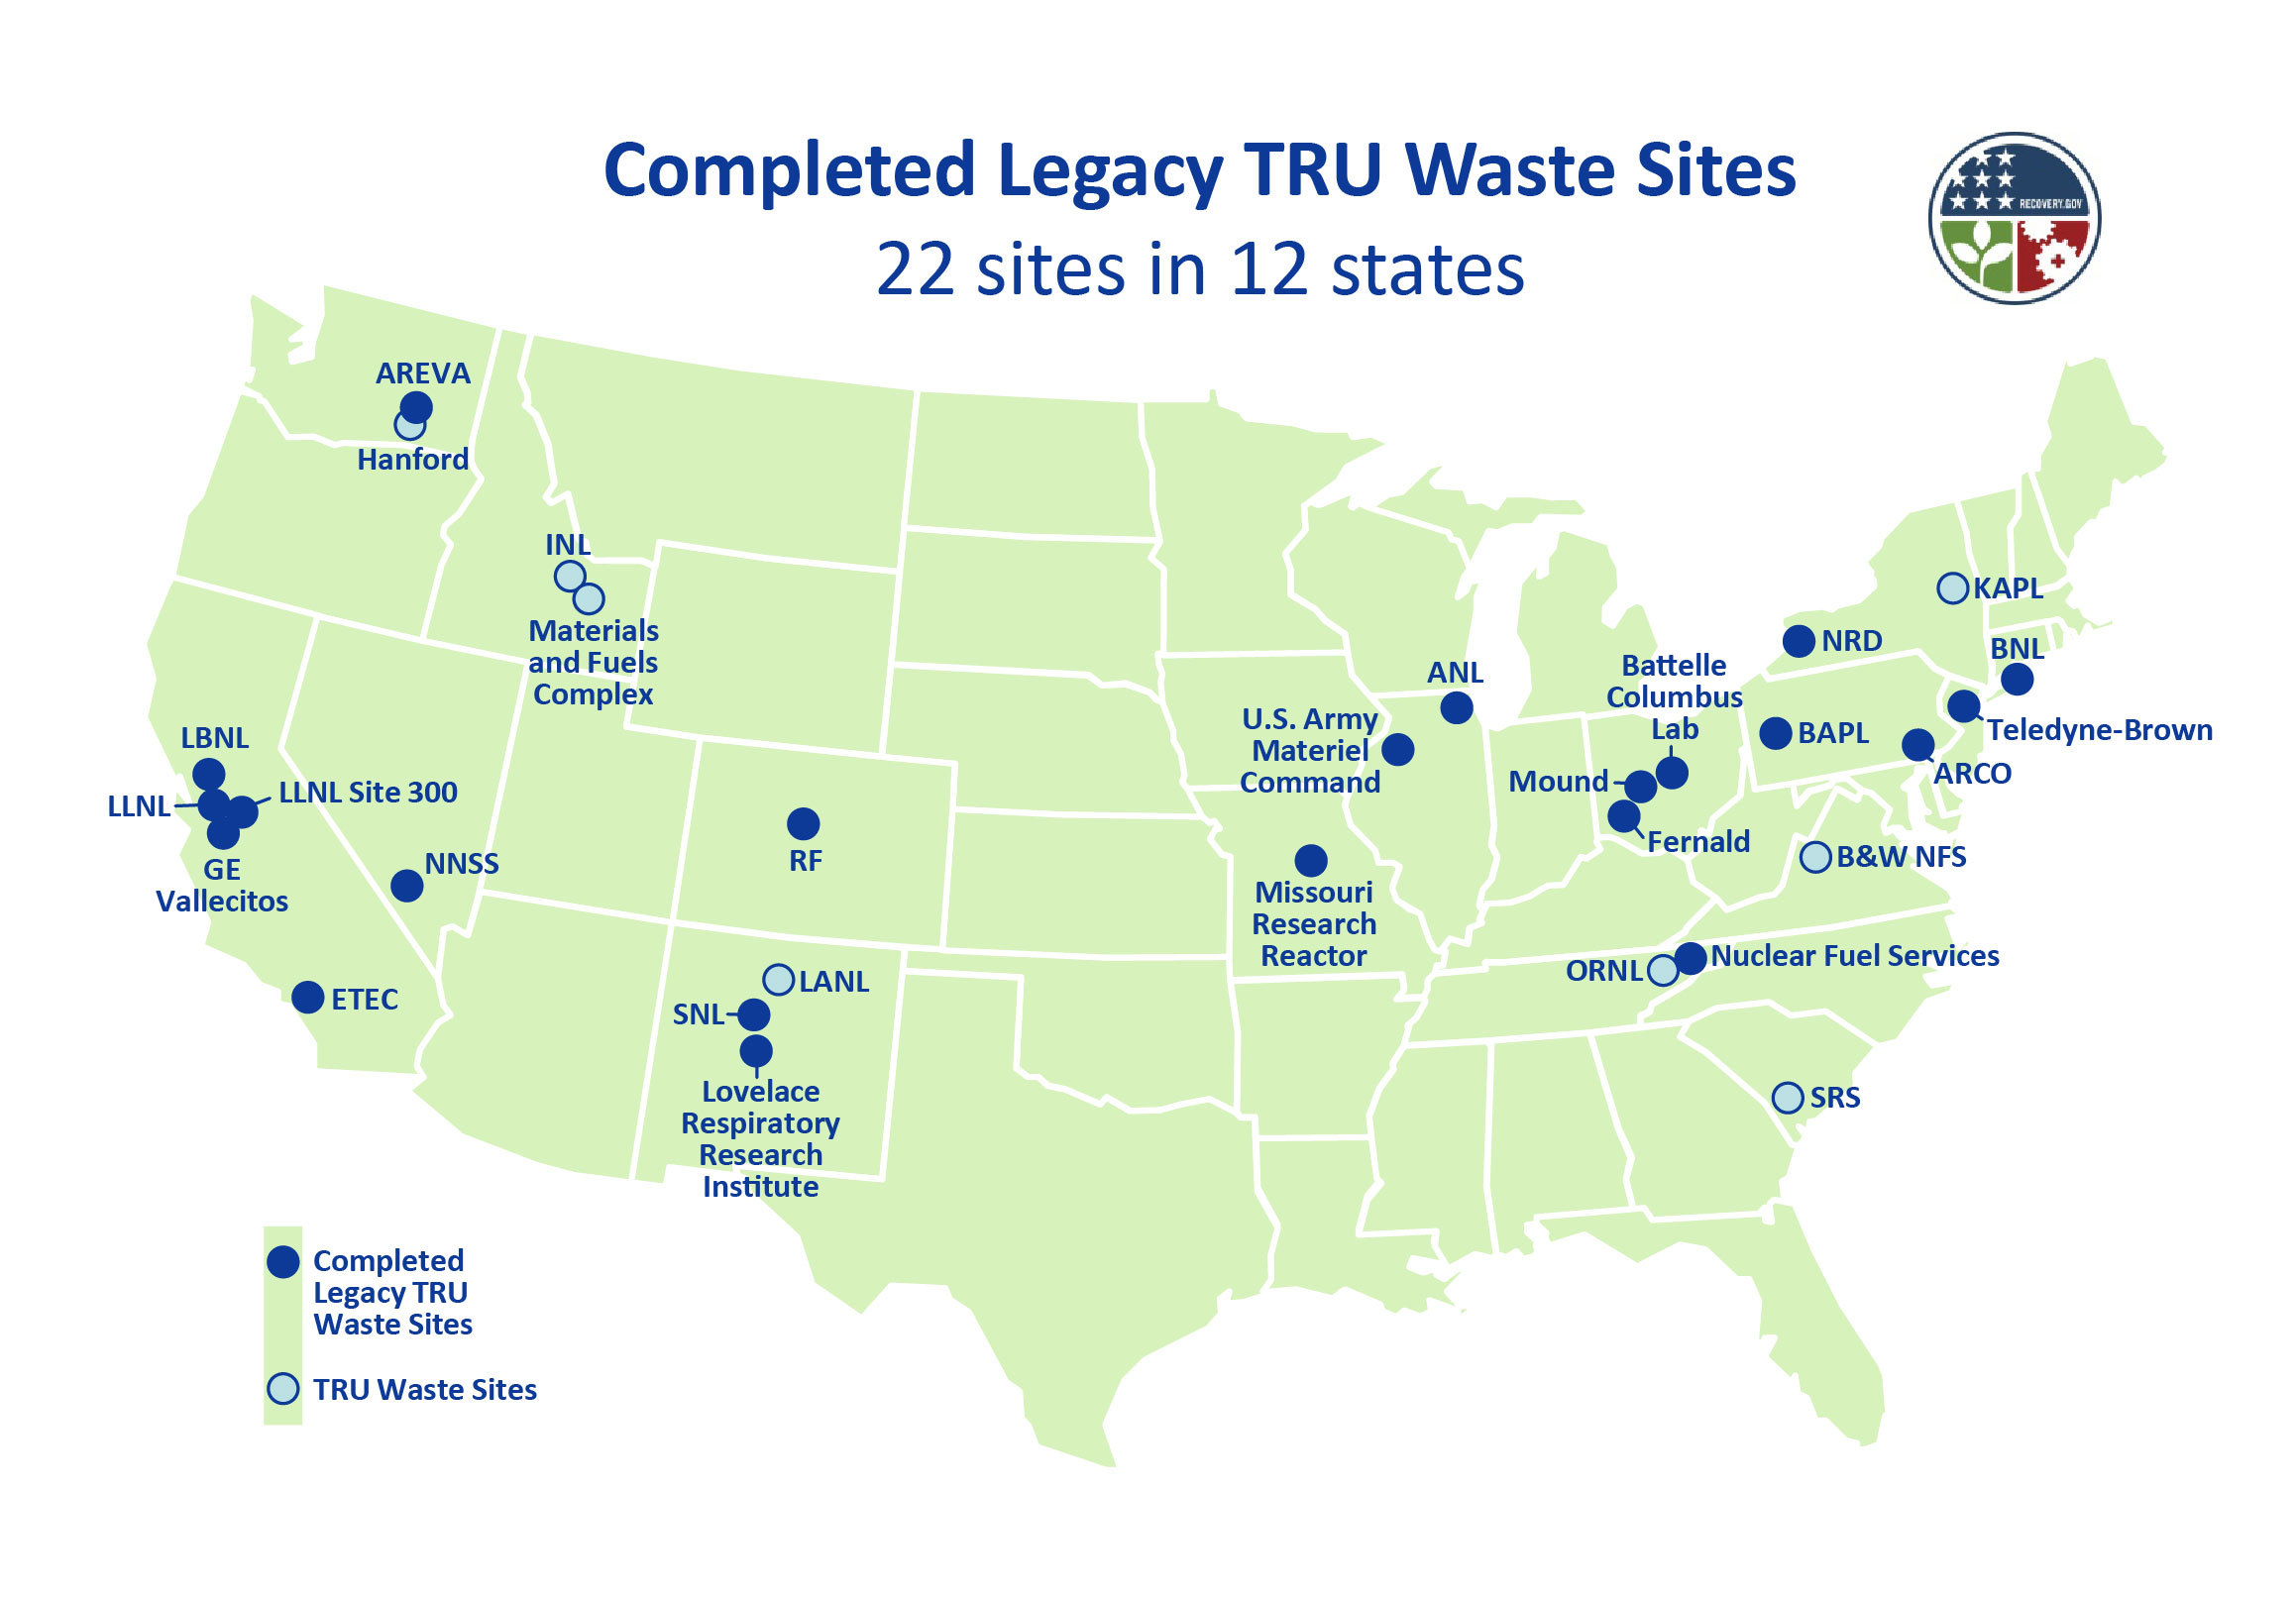 Completed Legacy TRU Waste Sites
22 sites in 12 states
RECOVERY.GOV
AREVA
Hanford
INL
Materials
and Fuels
Complex
LBNL
LLNL
LLNL Site 300
GE
Vallecitos
NNSS
ETEC
RF
LANL
SNL
Lovelace
Respiratory
Research
Institute
ANL
U.S. Army
Materiel
Command
Missouri
Research
Reactor
Battelle
Columbus
Lab
Mound
Fernald
KAPL
NRD
BNL
BAPL
Teledyne-Brown
ARCO
B&W NFS
Nuclear Fuel Services
ORNL
SRS
Completed
Legacy TRU
Waste Sites
TRU Waste Sites